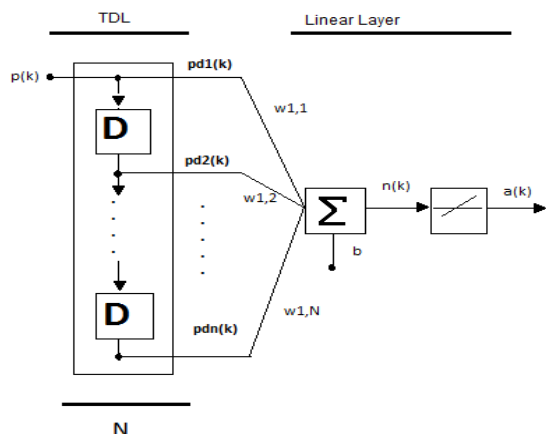 TDL
Linear Layer
p(k)
pd1(k)
w1,1
D
pd2(k)
w1,2
Σ
n(k)
a(k)
b
D
pdn(k)
w1,N
N